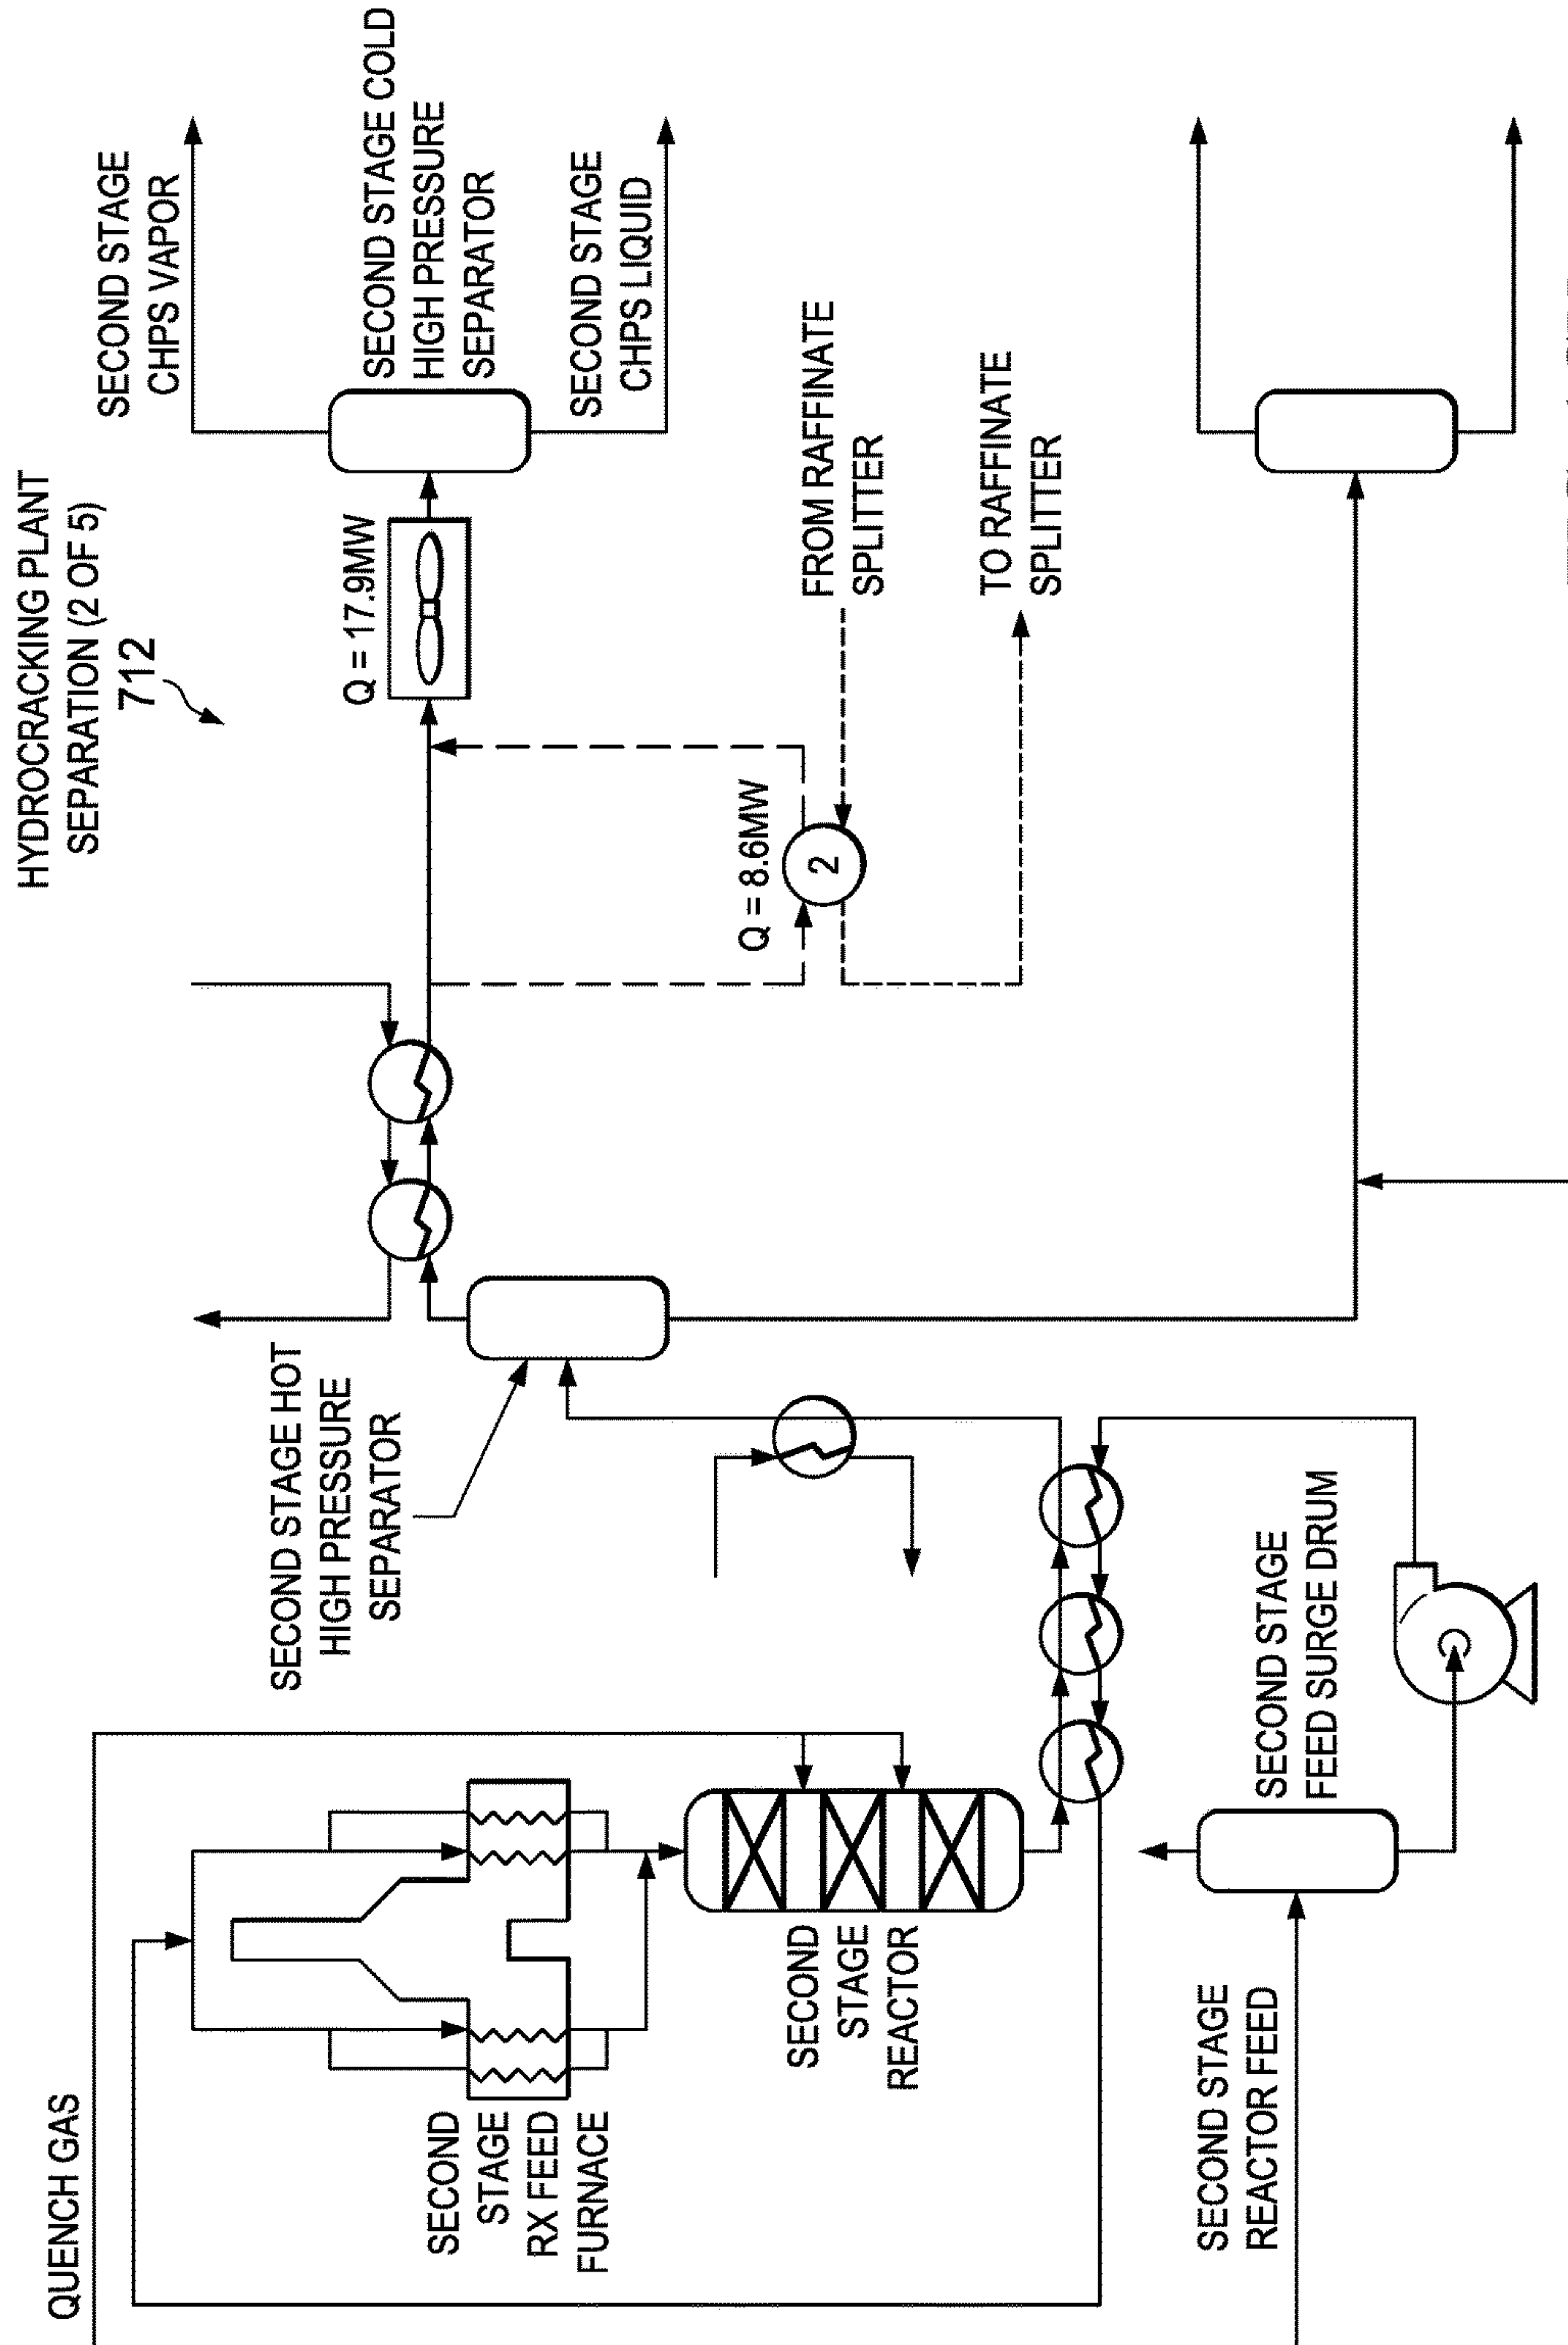 HYDROCRACKING PLANT
SEPARATION (2 OF 5)
712
QUENCH GAS
SECOND
STAGE
RX FEED
FURNACE
SECOND STAGE HOT
HIGH PRESSURE
SEPARATOR
Q = 17.9MW
SECOND STAGE
CHPS VAPOR
SECOND STAGE COLD
HIGH PRESSURE
SEPARATOR
SECOND STAGE
CHPS LIQUID
Q = 8.6MW
2
FROM RAFFINATE
SPLITTER
TO RAFFINATE
SPLITTER
SECOND
STAGE
REACTOR
SECOND STAGE
REACTOR FEED
SECOND STAGE
FEED SURGE DRUM